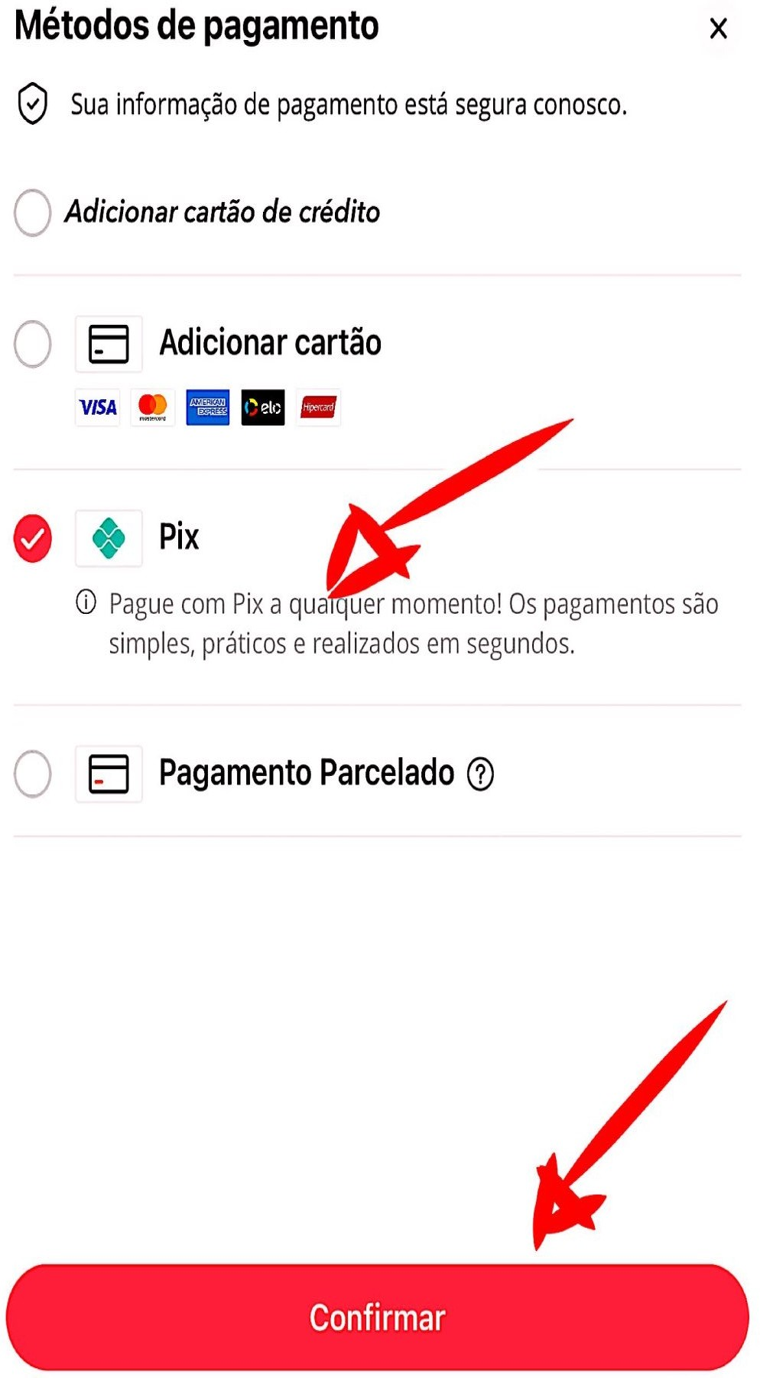 Métodos de pagamento
Sua informação de pagamento está segura conosco.
Adicionar cartão de crédito
Adicionar cartão
VISA mastercard AMERICAN EXPRESS elo Hipercard
Pix
Pague com Pix a qualquer momento! Os pagamentos são
simples, práticos e realizados em segundos.
Pagamento Parcelado
Confirmar